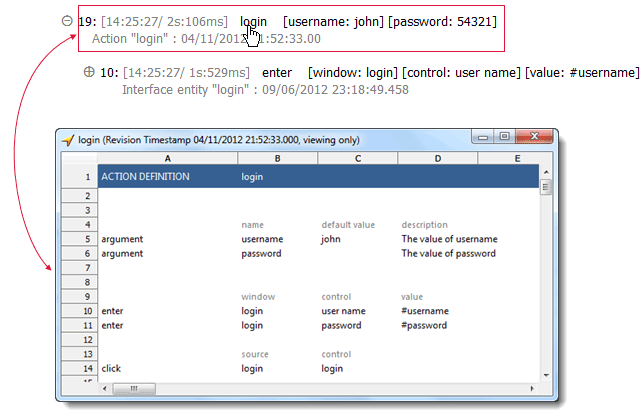 19: [14:25:27/ 2s:106ms] login [username: john] [password: 54321]
Action "login" : 04/11/2012 21:52:33.00
10: [14:25:27/ 1s:529ms] enter [window: login] [control: user name] [value: #username]
Interface entity "login" : 09/06/2012 23:18:49.458
login (Revision Timestamp 04/11/2012 21:52:33.000, viewing only)
A B C D E
1 ACTION DEFINITION login
2
3
4 name default value description
5 argument username john The value of username
6 argument password The value of password
7
8
9 window control value
10 enter login user name #username
11 enter login password #password
12
13 source control
14 click login login
15